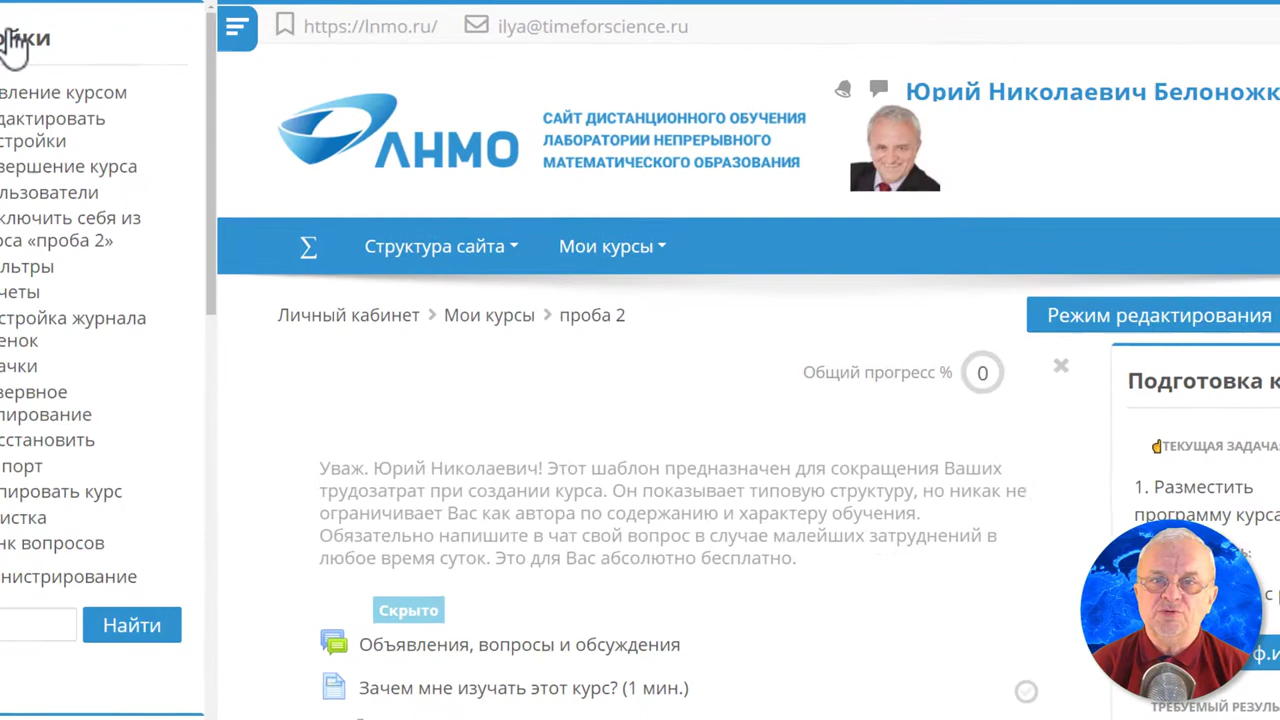 ойки
вление курсом
дактировать
стройки
вершение курса
льзователи
ключить себя из
рса «проба 2»
льтры
четы
стройка журнала
енок
ачки
зервное
пирование
сстановить
порт
пировать курс
истка
нк вопросов
нистрирование
Найти
https://lnmo.ru/
ilya@timeforscience.ru
ЛНМО
САЙТ ДИСТАНЦИОННОГО ОБУЧЕНИЯ
ЛАБОРАТОРИИ НЕПРЕРЫВНОГО
МАТЕМАТИЧЕСКОГО ОБРАЗОВАНИЯ
Юрий Николаевич Белоножк
∑ Структура сайта Мои курсы
Личный кабинет > Мои курсы > проба 2
Режим редактирования
Общий прогресс % 0
Уваж. Юрий Николаевич! Этот шаблон предназначен для сокращения Ваших
трудозатрат при создании курса. Он показывает типовую структуру, но никак не
ограничивает Вас как автора по содержанию и характеру обучения.
Обязательно напишите в чат свой вопрос в случае малейших затруднений в
любое время суток. Это для Вас абсолютно бесплатно.
Скрыто
Объявления, вопросы и обсуждения
Зачем мне изучать этот курс? (1 мин.)
Подготовка к
ТЕКУЩАЯ ЗАДАЧА:
1. Разместить
программу курса
ф.и
ТРЕБУЕМЫЙ РЕЗУЛЬ